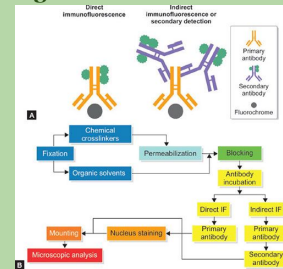 Direct
immunofluorescence
Indirect
immunofluorescence or
secondary detection
Primary
antibody
Secondary
antibody
Fluorochrome
A
Chemical
crosslinkers
Fixation
Permeabilization
Blocking
Organic solvents
Antibody
incubation
Direct IF
Indirect IF
Mounting
Nucleus staining
Primary
antibody
Primary
antibody
Microscopic analysis
Secondary
antibody
B